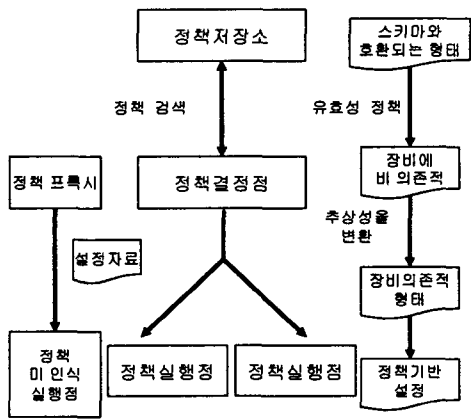 정책저장소
스키마와
호환되는 형태
정책 검색
유효성 정책
정책 프록시
정책결정점
장비에
비 의존적
추상성을
변환
설정자료
장비의존적
형태
정책
미 인식
실행점
정책실행점
정책실행점
정책기반
설정